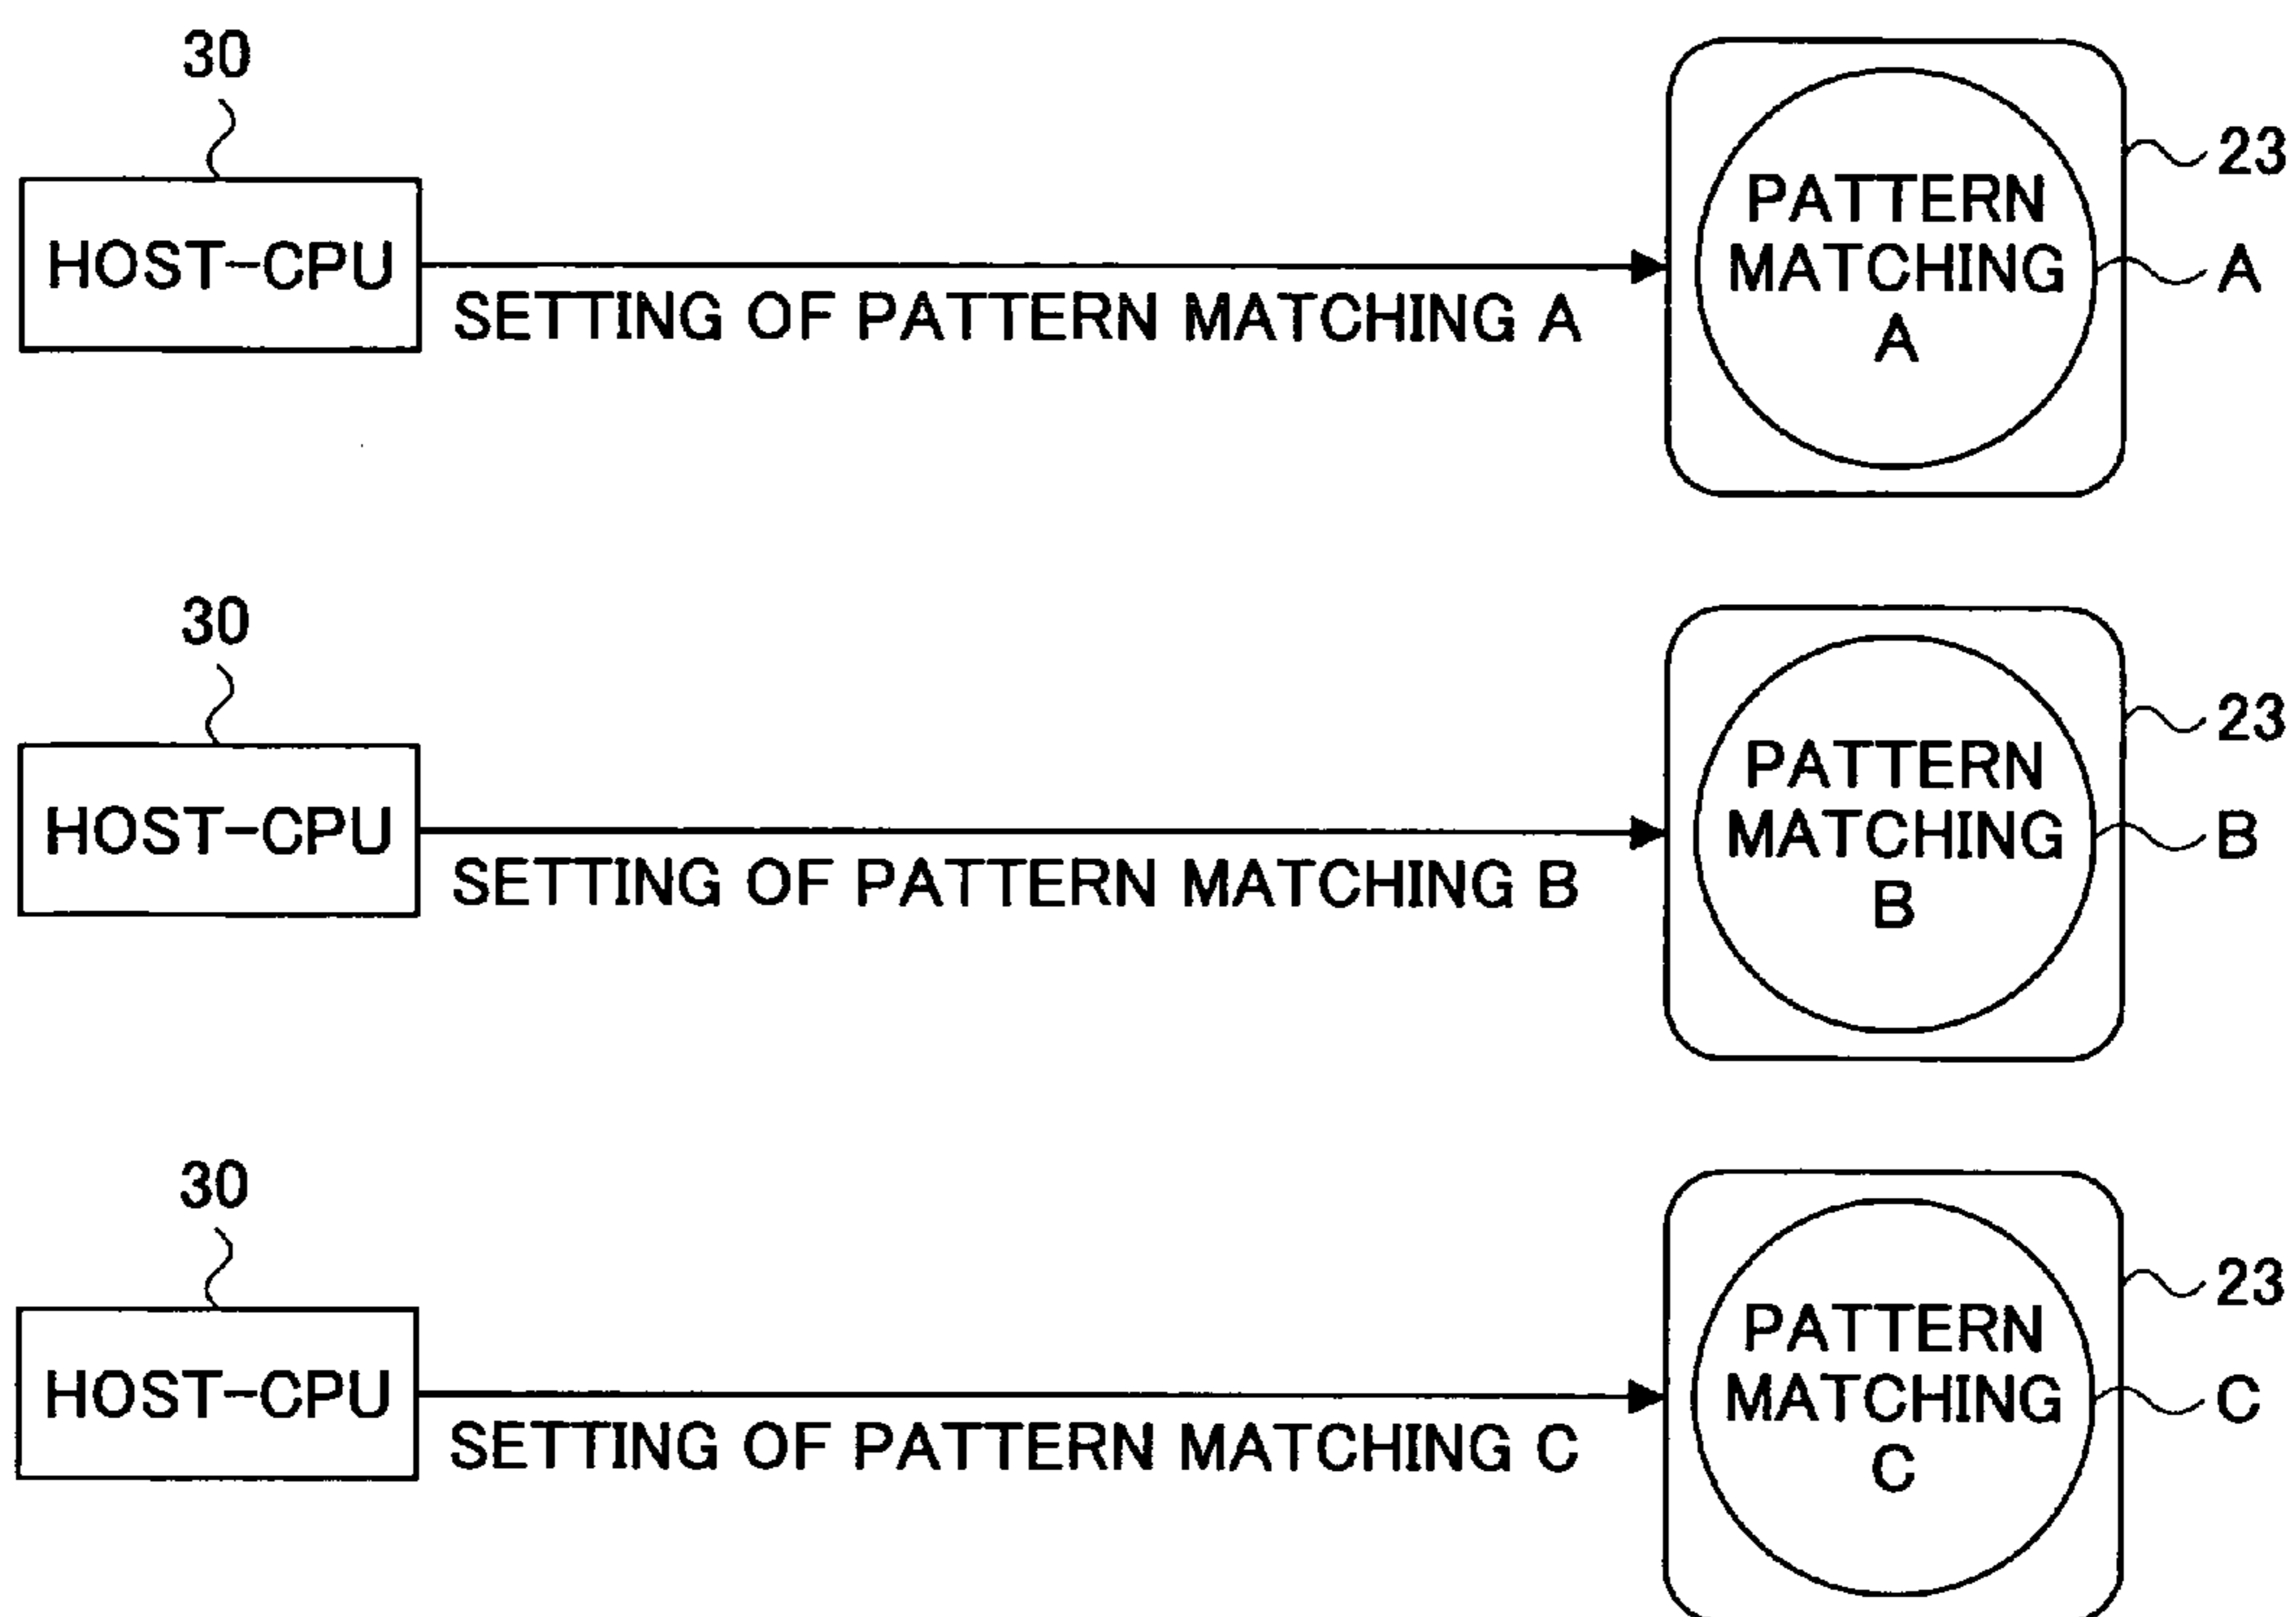 30
HOST-CPU
SETTING OF PATTERN MATCHING A
PATTERN
MATCHING
A
23
A
30
HOST-CPU
SETTING OF PATTERN MATCHING B
PATTERN
MATCHING
B
23
B
30
HOST-CPU
SETTING OF PATTERN MATCHING C
PATTERN
MATCHING
C
23
C